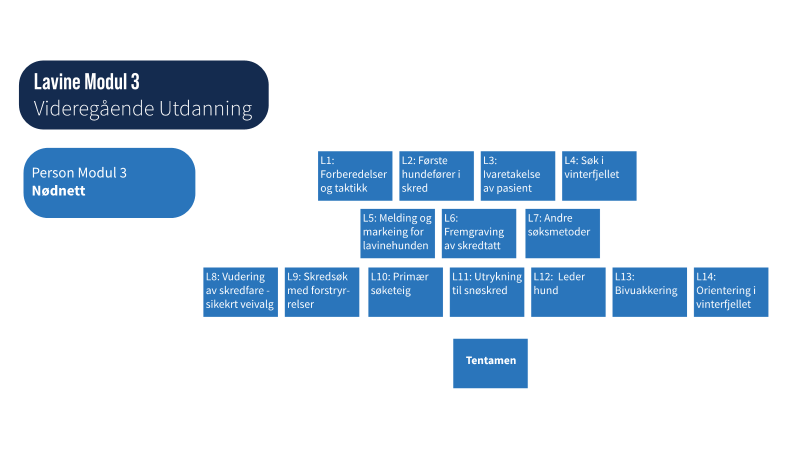 Lavine Modul 3
Videregående Utdanning
Person Modul 3
Nødnett
L1:
Forberedelser
og taktikk
L2: Første
hundefører i
skred
L3:
Ivaretakelse
av pasient
L4: Søk i
vinterfjellet
L5: Melding og
markeing for
lavinehunden
L6:
Fremgraving
av skredtatt
L7: Andre
søksmetoder
L8: Vudering
av skredfare -
sikekrt veivalg
L9: Skredsøk
med forstryr-
relser
L10: Primær
søketeig
L11: Utrykning
til snøskred
L12:  Leder
hund
L13:
Bivuakkering
L14:
Orientering i
vinterfjellet
Tentamen